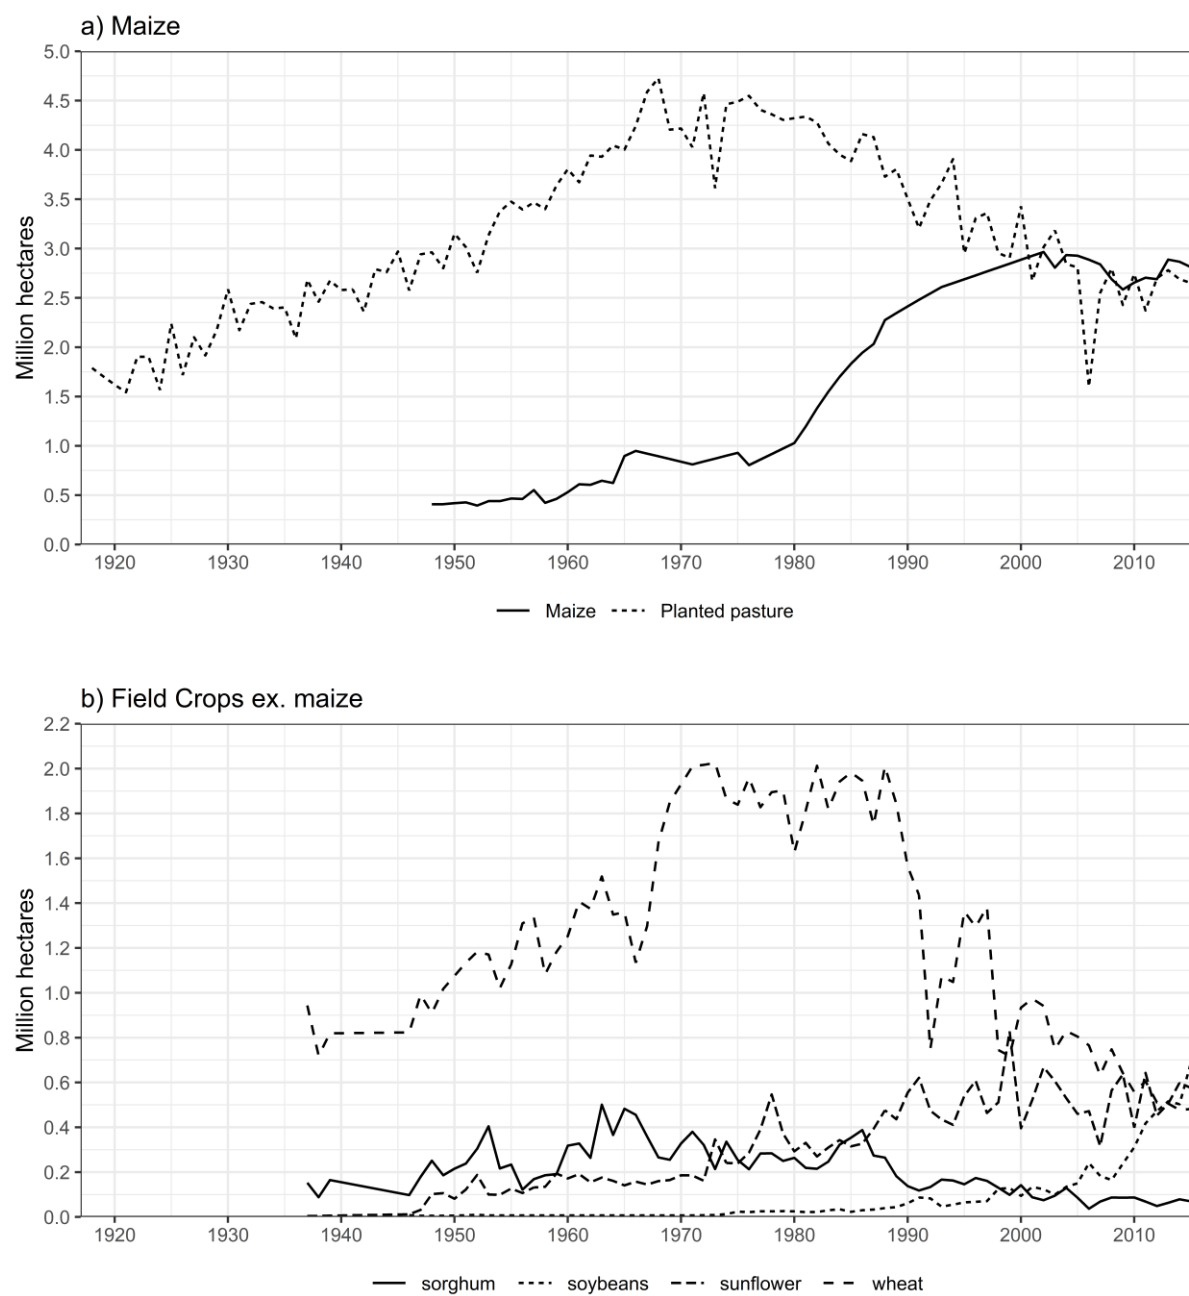 a) Maize
5.0
4.5
4.0
3.5
3.0
2.5
2.0
1.5
1.0
0.5
0.0
Million hectares
1920 1930 1940 1950 1960 1970 1980 1990 2000 2010
Maize Planted pasture
b) Field Crops ex. maize
2.2
2.0
1.8
1.6
1.4
1.2
1.0
0.8
0.6
0.4
0.2
0.0
Million hectares
1920 1930 1940 1950 1960 1970 1980 1990 2000 2010
sorghum soybeans sunflower wheat